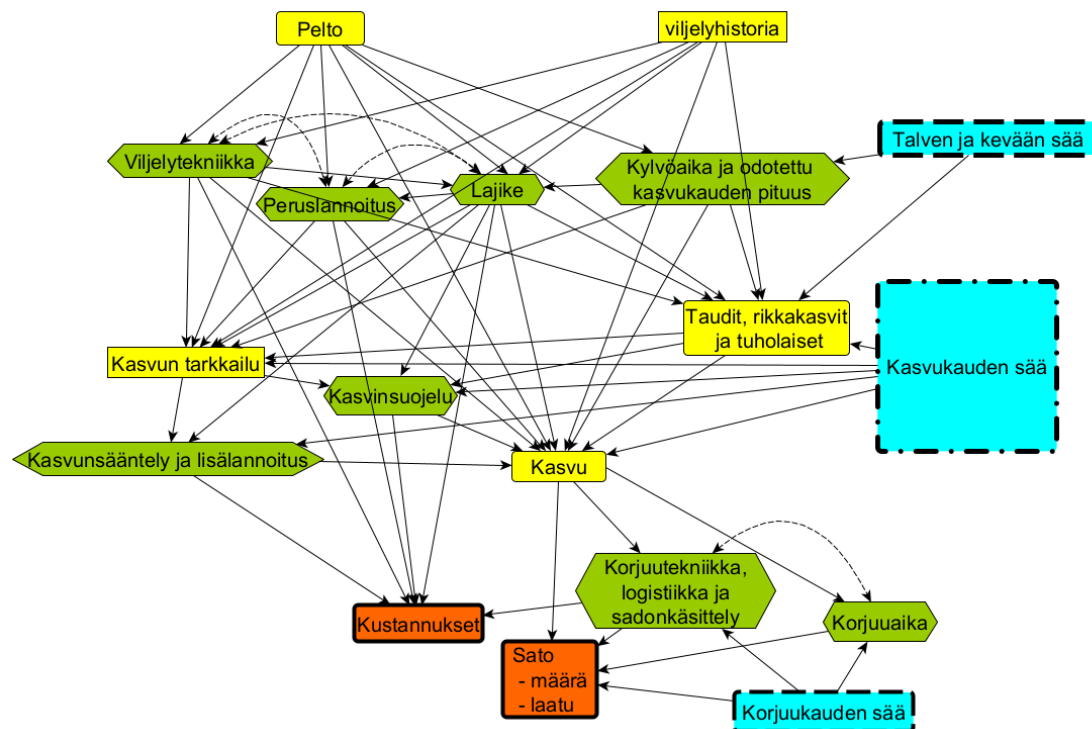 Pelto
viljelyhistoria
Talven ja kevään sää
Viljelytekniikka
Lajike
Kylvöaika ja odotettu
kasvukauden pituus
Peruslannoitus
Taudit, rikkakasvit
ja tuholaiset
Kasvun tarkkailu
Kasvukauden sää
Kasvinsuojelu
Kasvunsääntely ja lisälannoitus
Kasvu
Korjuutekniikka,
logistiikka ja
sadonkäsittely
Kustannukset
Korjuuaika
Sato
- määrä
- laatu
Korjuukauden sää